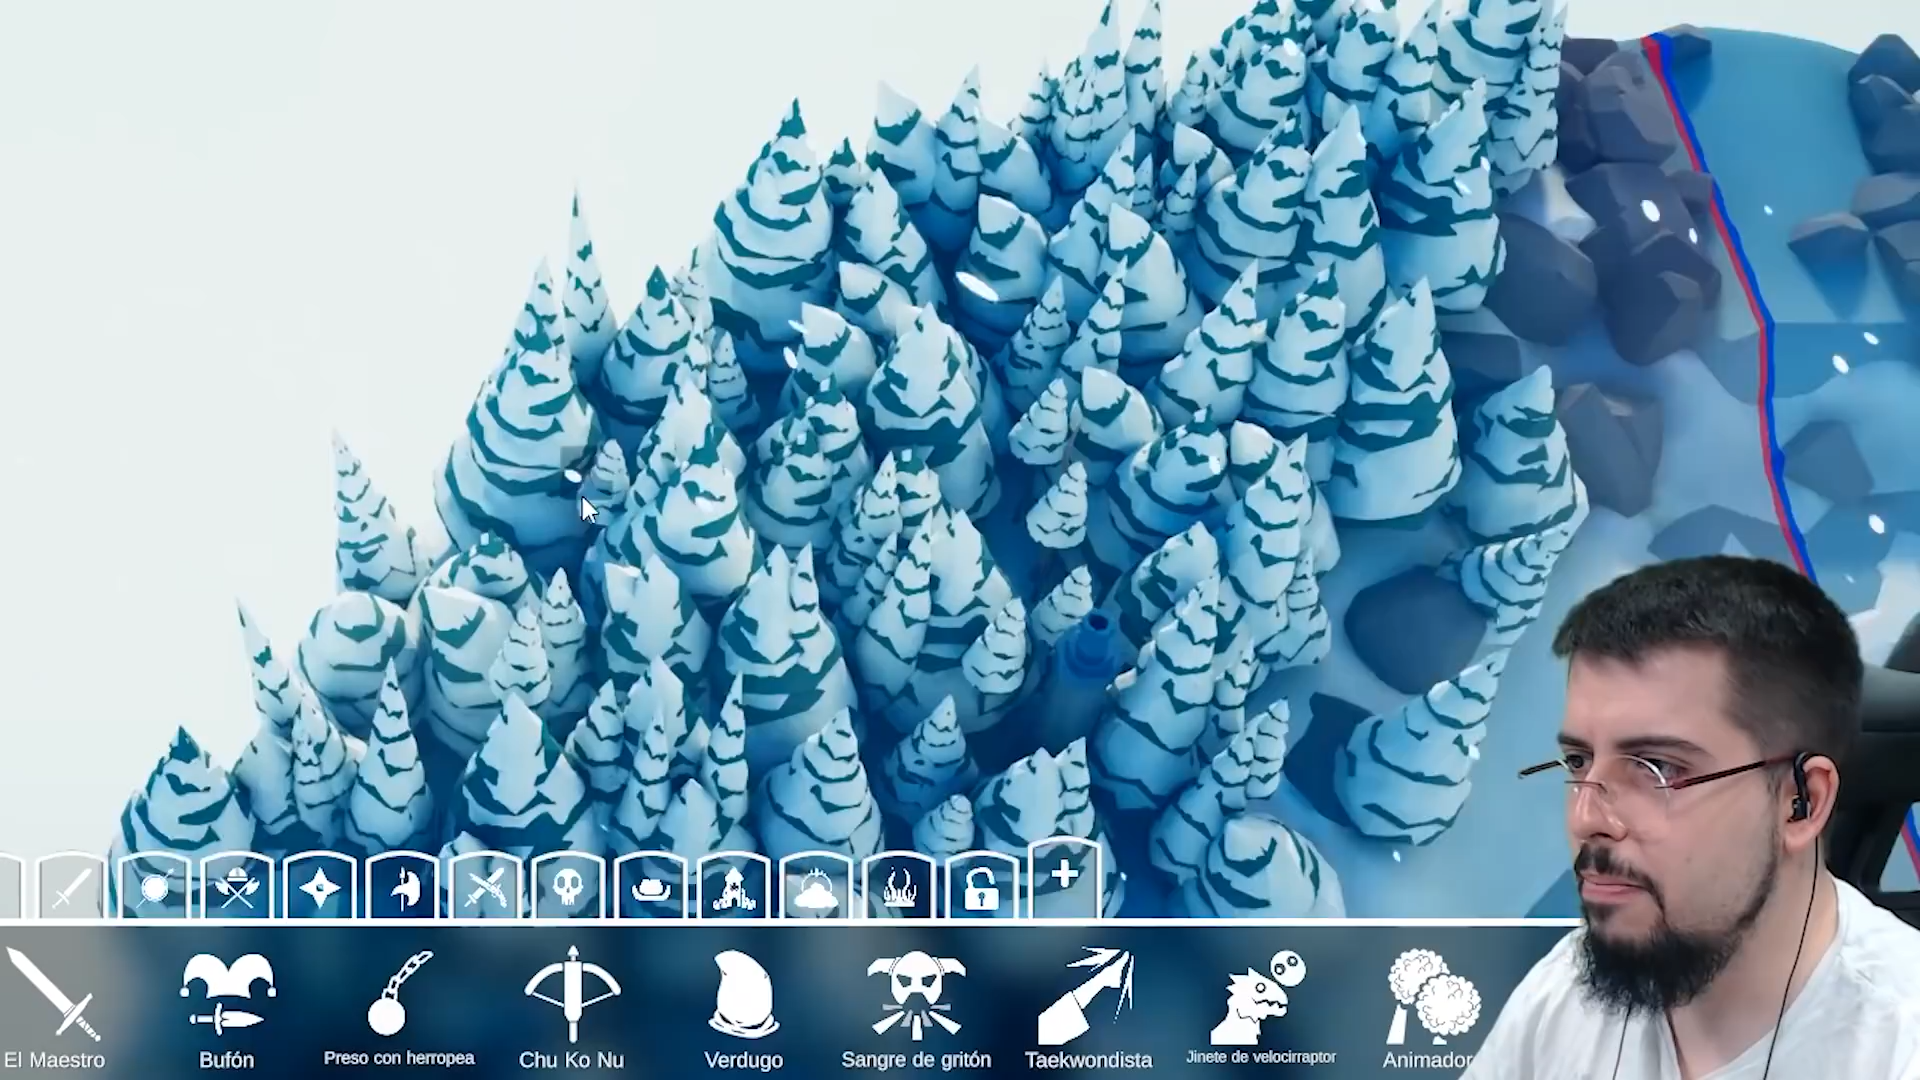 El Maestro
Bufón
Preso con herropea
Chu Ko Nu
Verdugo
Sangre de gritón
Taekwondista
Jinete de velocirraptor
Animador